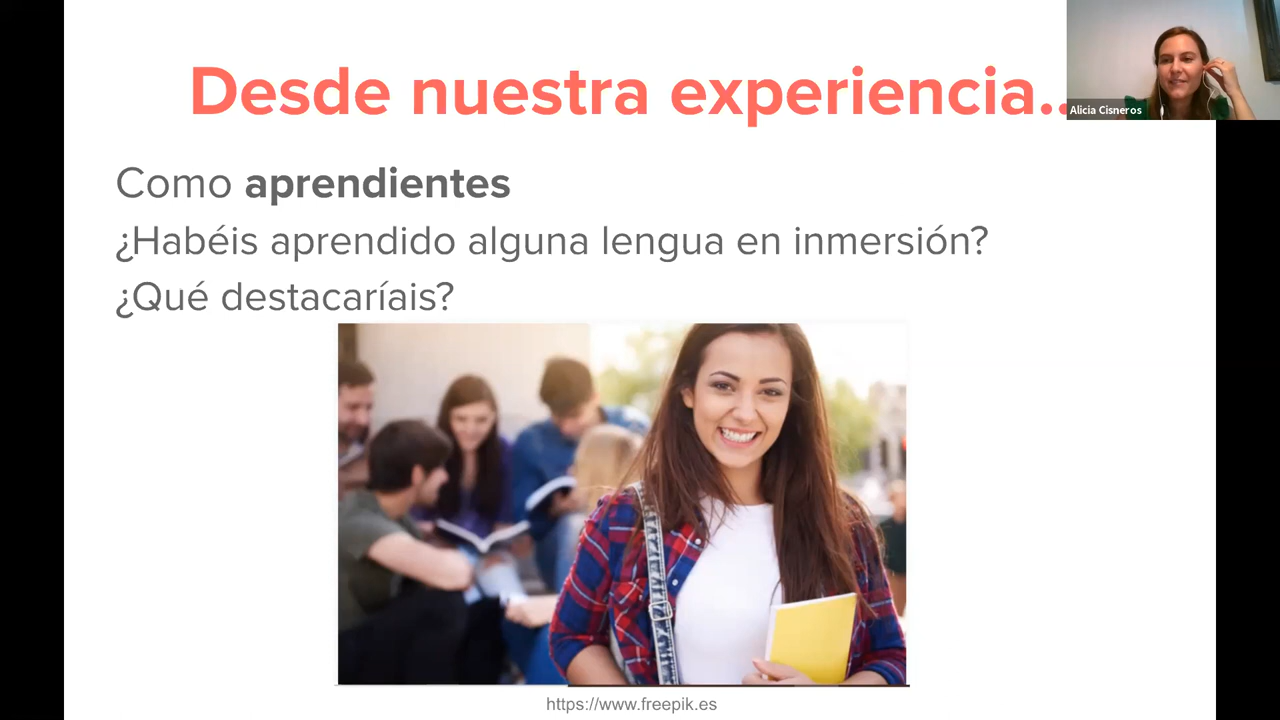 Desde nuestra experiencia..
Alicia Cisneros
Como aprendientes
¿Habéis aprendido alguna lengua en inmersión?
¿Qué destacaríais?
https://www.freepik.es